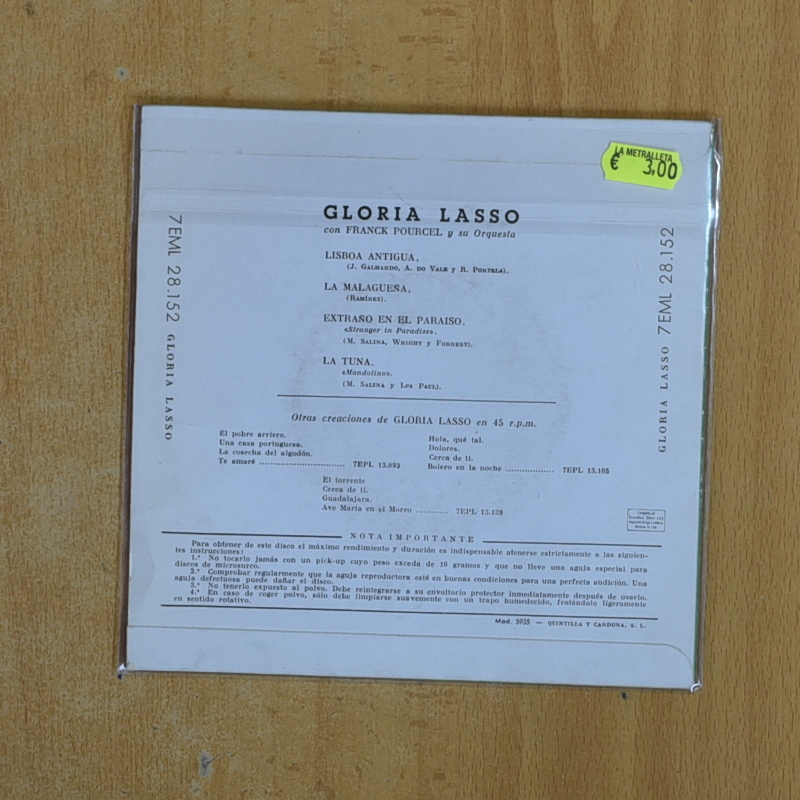 LA METRALLETA
€ 3,00
GLORIA LASSO
con FRANCK POURCEL y su Orquesta
LISBOA ANTIGUA.
(J. GALHARDO, A. DO VALE y R. PORTELA).
LA MALAGUEÑA.
(RAMÍREZ).
EXTRAÑO EN EL PARAISO.
«Stranger in Paradise».
(M. SALINA, WRIGHT y FORREST).
LA TUNA.
«Mandolino».
(M. SALINA y LES PAUL).
7EML 28.152 GLORIA LASSO
GLORIA LASSO 7EML 28.152
Otras creaciones de GLORIA LASSO en 45 r.p.m.
El pobre arriero.
Una casa portuguesa.
La cosecha del algodón.
Te amaré .......................... 7EPL 13.093
Hola, qué tal.
Dolores.
Cerca de ti.
Bolero en la noche ............... 7EPL 13.105
El torrente
Cerca de ti.
Guadalajara.
Ave María en el Morro .......... 7EPL 13.128
NOTA IMPORTANTE
Para obtener de este disco el máximo rendimiento y duración es indispensable atenerse estrictamente a las siguien-
tes instrucciones:
1.ª No tocarlo jamás con un pick-up cuyo peso exceda de 10 gramos y que no lleve una aguja especial para
discos de microsurco.
2.ª Comprobar regularmente que la aguja reproductora esté en buenas condiciones para una perfecta audición. Una
aguja defectuosa puede dañar el disco.
3.ª No tenerlo expuesto al polvo. Debe reintegrarse a su envoltorio protector inmediatamente después de usarlo.
4.ª En caso de coger polvo, sólo debe limpiarse suavemente con un trapo humedecido, frotándolo ligeramente
en sentido rotativo.
Mod. 5935 — QUINTILLA Y CARDONA, S. L.